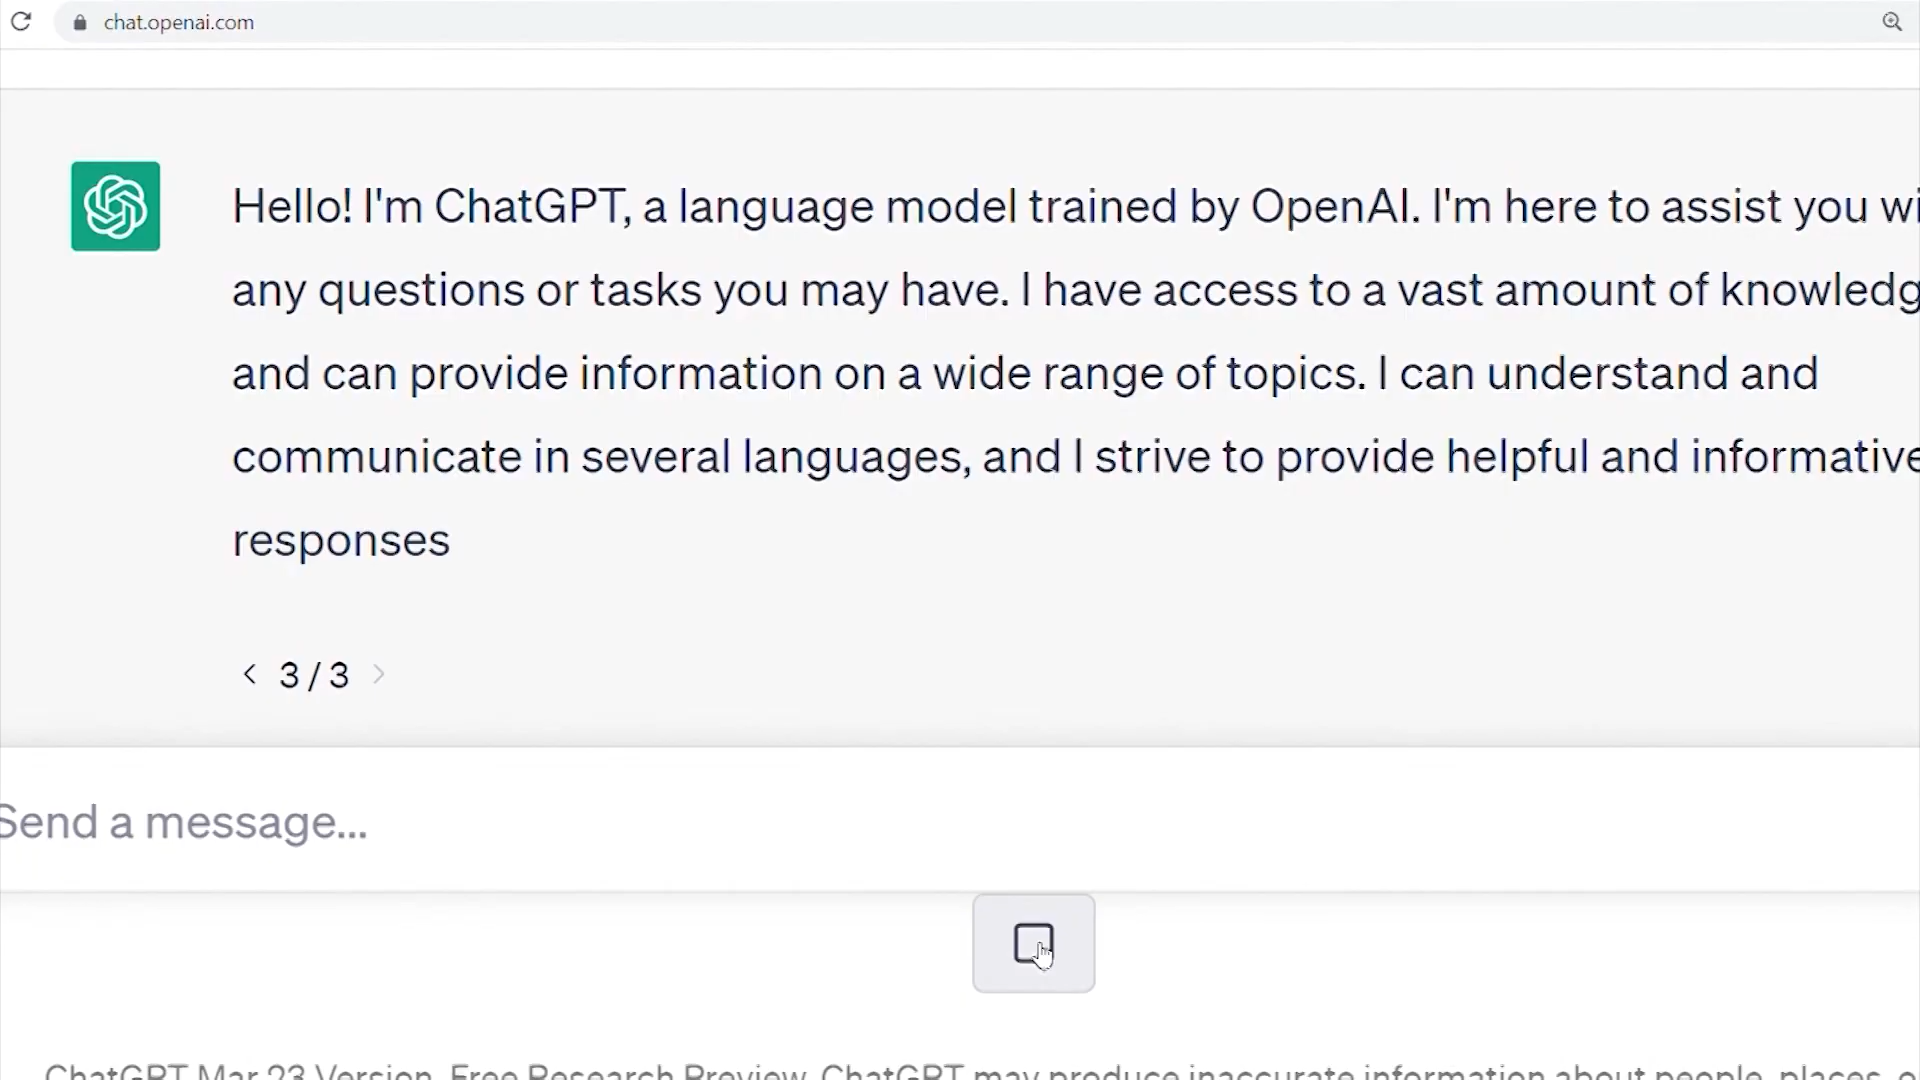 chat.openai.com
Hello! I'm ChatGPT, a language model trained by OpenAI. I'm here to assist you wi
any questions or tasks you may have. I have access to a vast amount of knowledg
and can provide information on a wide range of topics. I can understand and
communicate in several languages, and I strive to provide helpful and informative
responses
< 3 / 3 >
Send a message...
ChatGPT Mar 23 Version. Free Research Preview. ChatGPT may produce inaccurate information about people, places, o